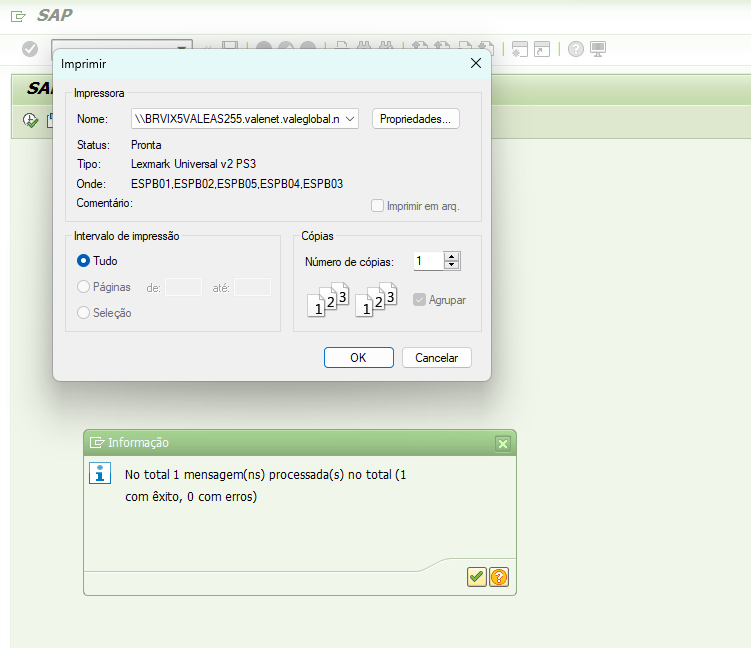 SAP
Imprimir
Impressora
Nome: \\BRVIX5VALEAS255.valenet.valeglobal.n Propriedades...
Status: Pronta
Tipo: Lexmark Universal v2 PS3
Onde: ESPB01,ESPB02,ESPB05,ESPB04,ESPB03
Comentário: Imprimir em arq.
Intervalo de impressão
Tudo
Páginas de: até:
Seleção
Cópias
Número de cópias: 1
1 2 3 1 2 3
Agrupar
OK Cancelar
Informação
No total 1 mensagem(ns) processada(s) no total (1
com êxito, 0 com erros)